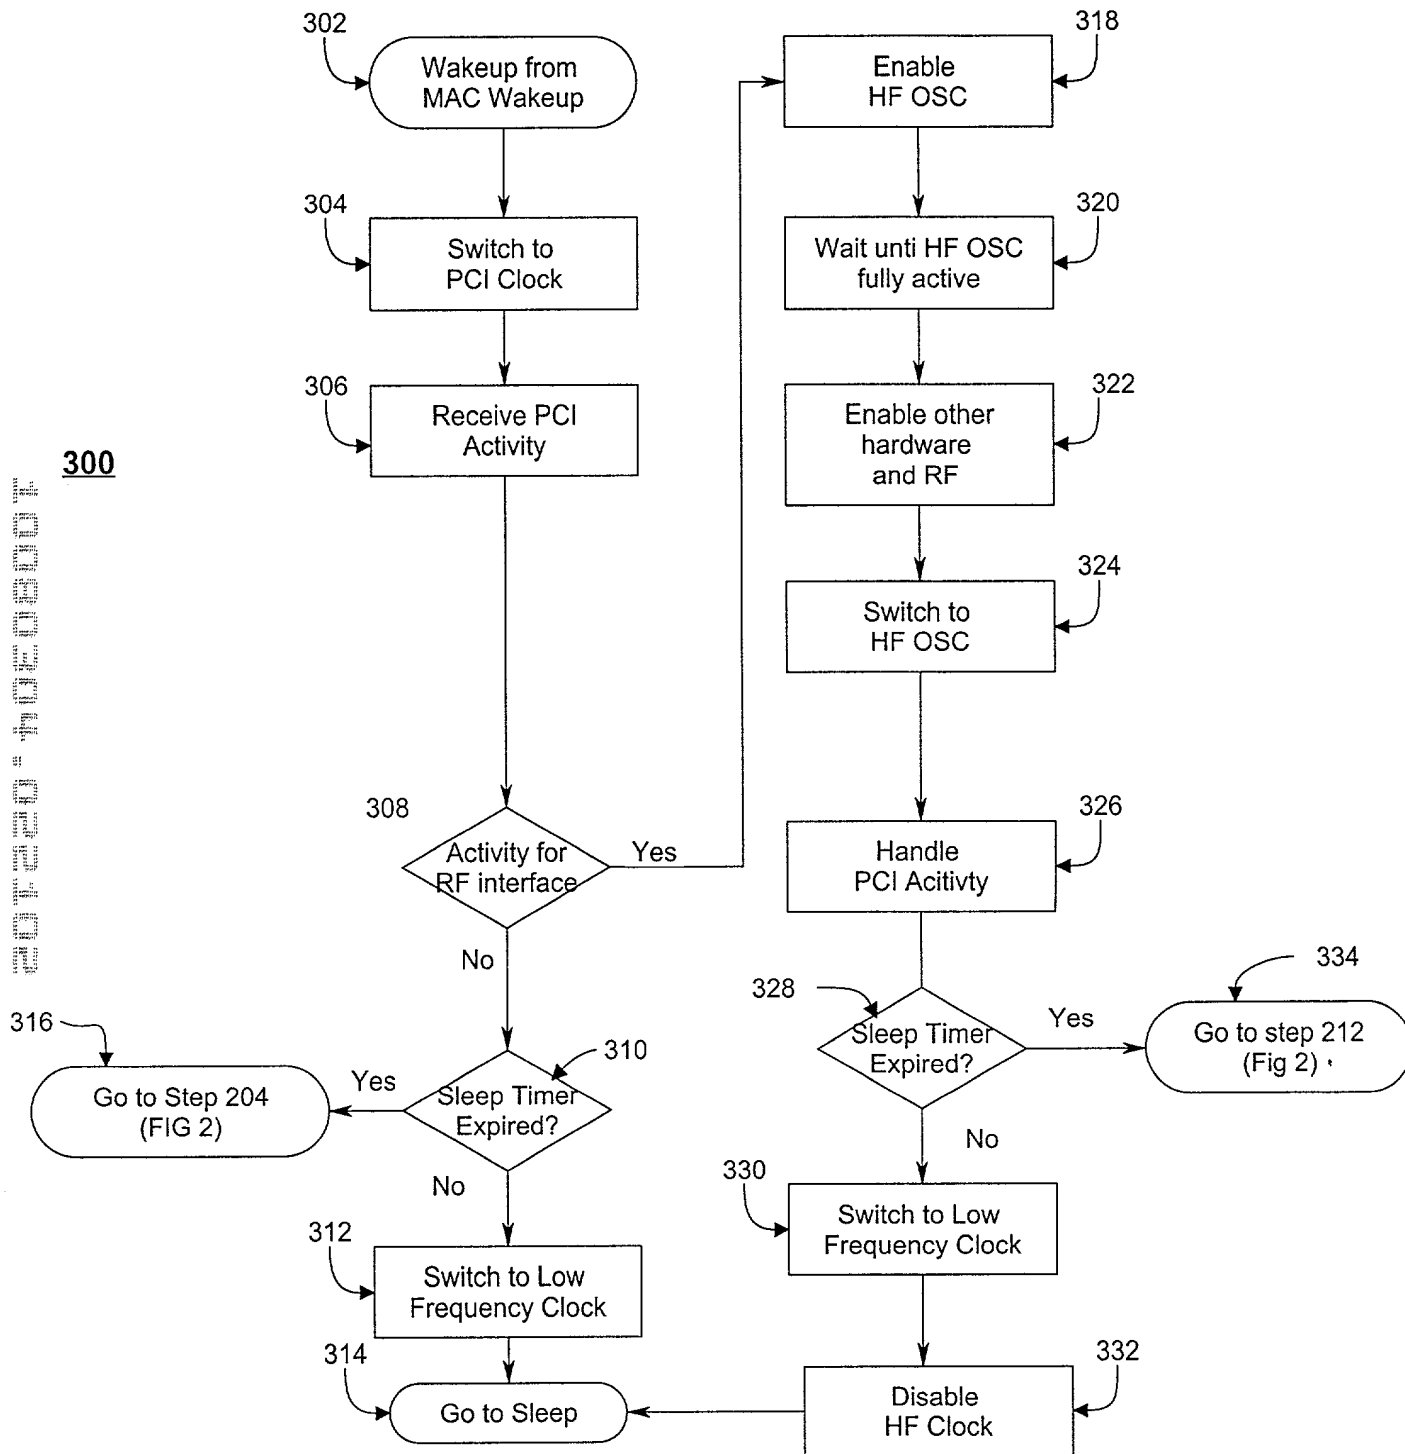 302
Wakeup from
MAC Wakeup
304
Switch to
PCI Clock
306
Receive PCI
Activity
300
308
Activity for
RF interface
Yes
No
310
Sleep Timer
Expired?
Yes
316
Go to Step 204
(FIG 2)
No
312
Switch to Low
Frequency Clock
314
Go to Sleep
318
Enable
HF OSC
320
Wait unti HF OSC
fully active
322
Enable other
hardware
and RF
324
Switch to
HF OSC
326
Handle
PCI Acitivty
328
Sleep Timer
Expired?
Yes
334
Go to step 212
(Fig 2)
No
330
Switch to Low
Frequency Clock
332
Disable
HF Clock